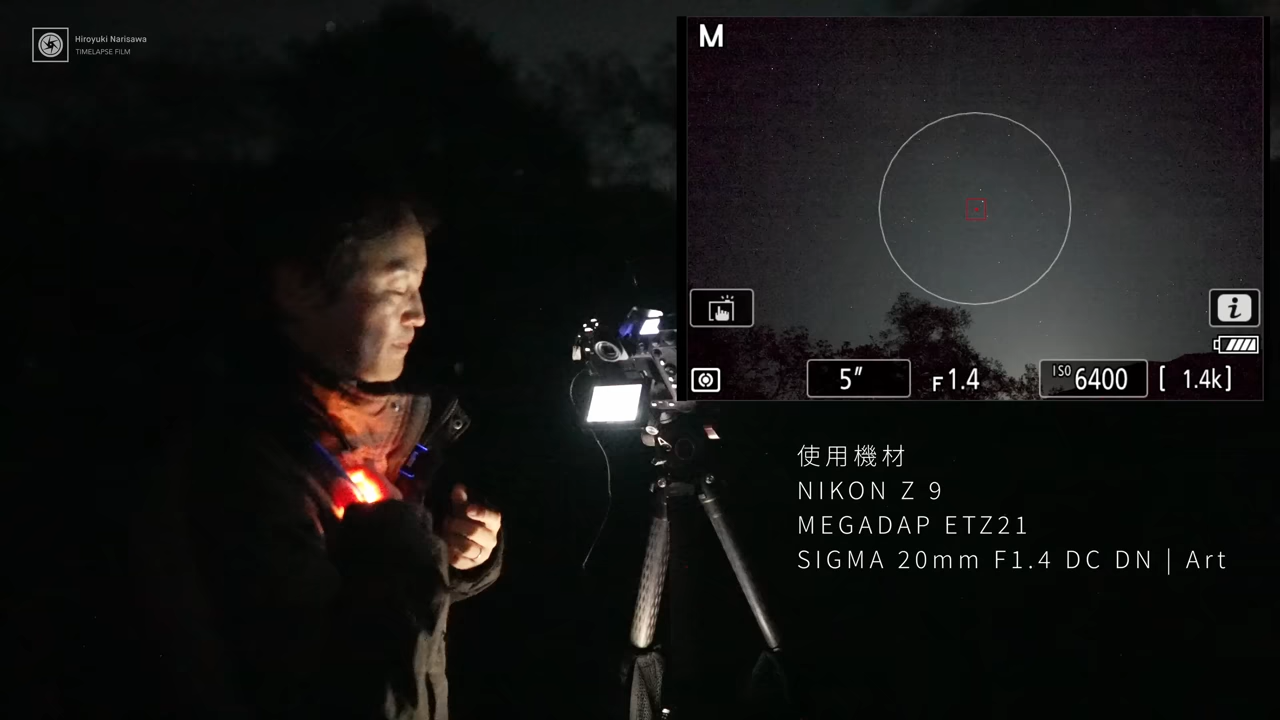 Hiroyuki Narisawa
TIMELAPSE FILM
M
i
5″ F1.4 ISO 6400 [ 1.4k]
使用機材
NIKON Z 9
MEGADAP ETZ21
SIGMA 20mm F1.4 DC DN | Art